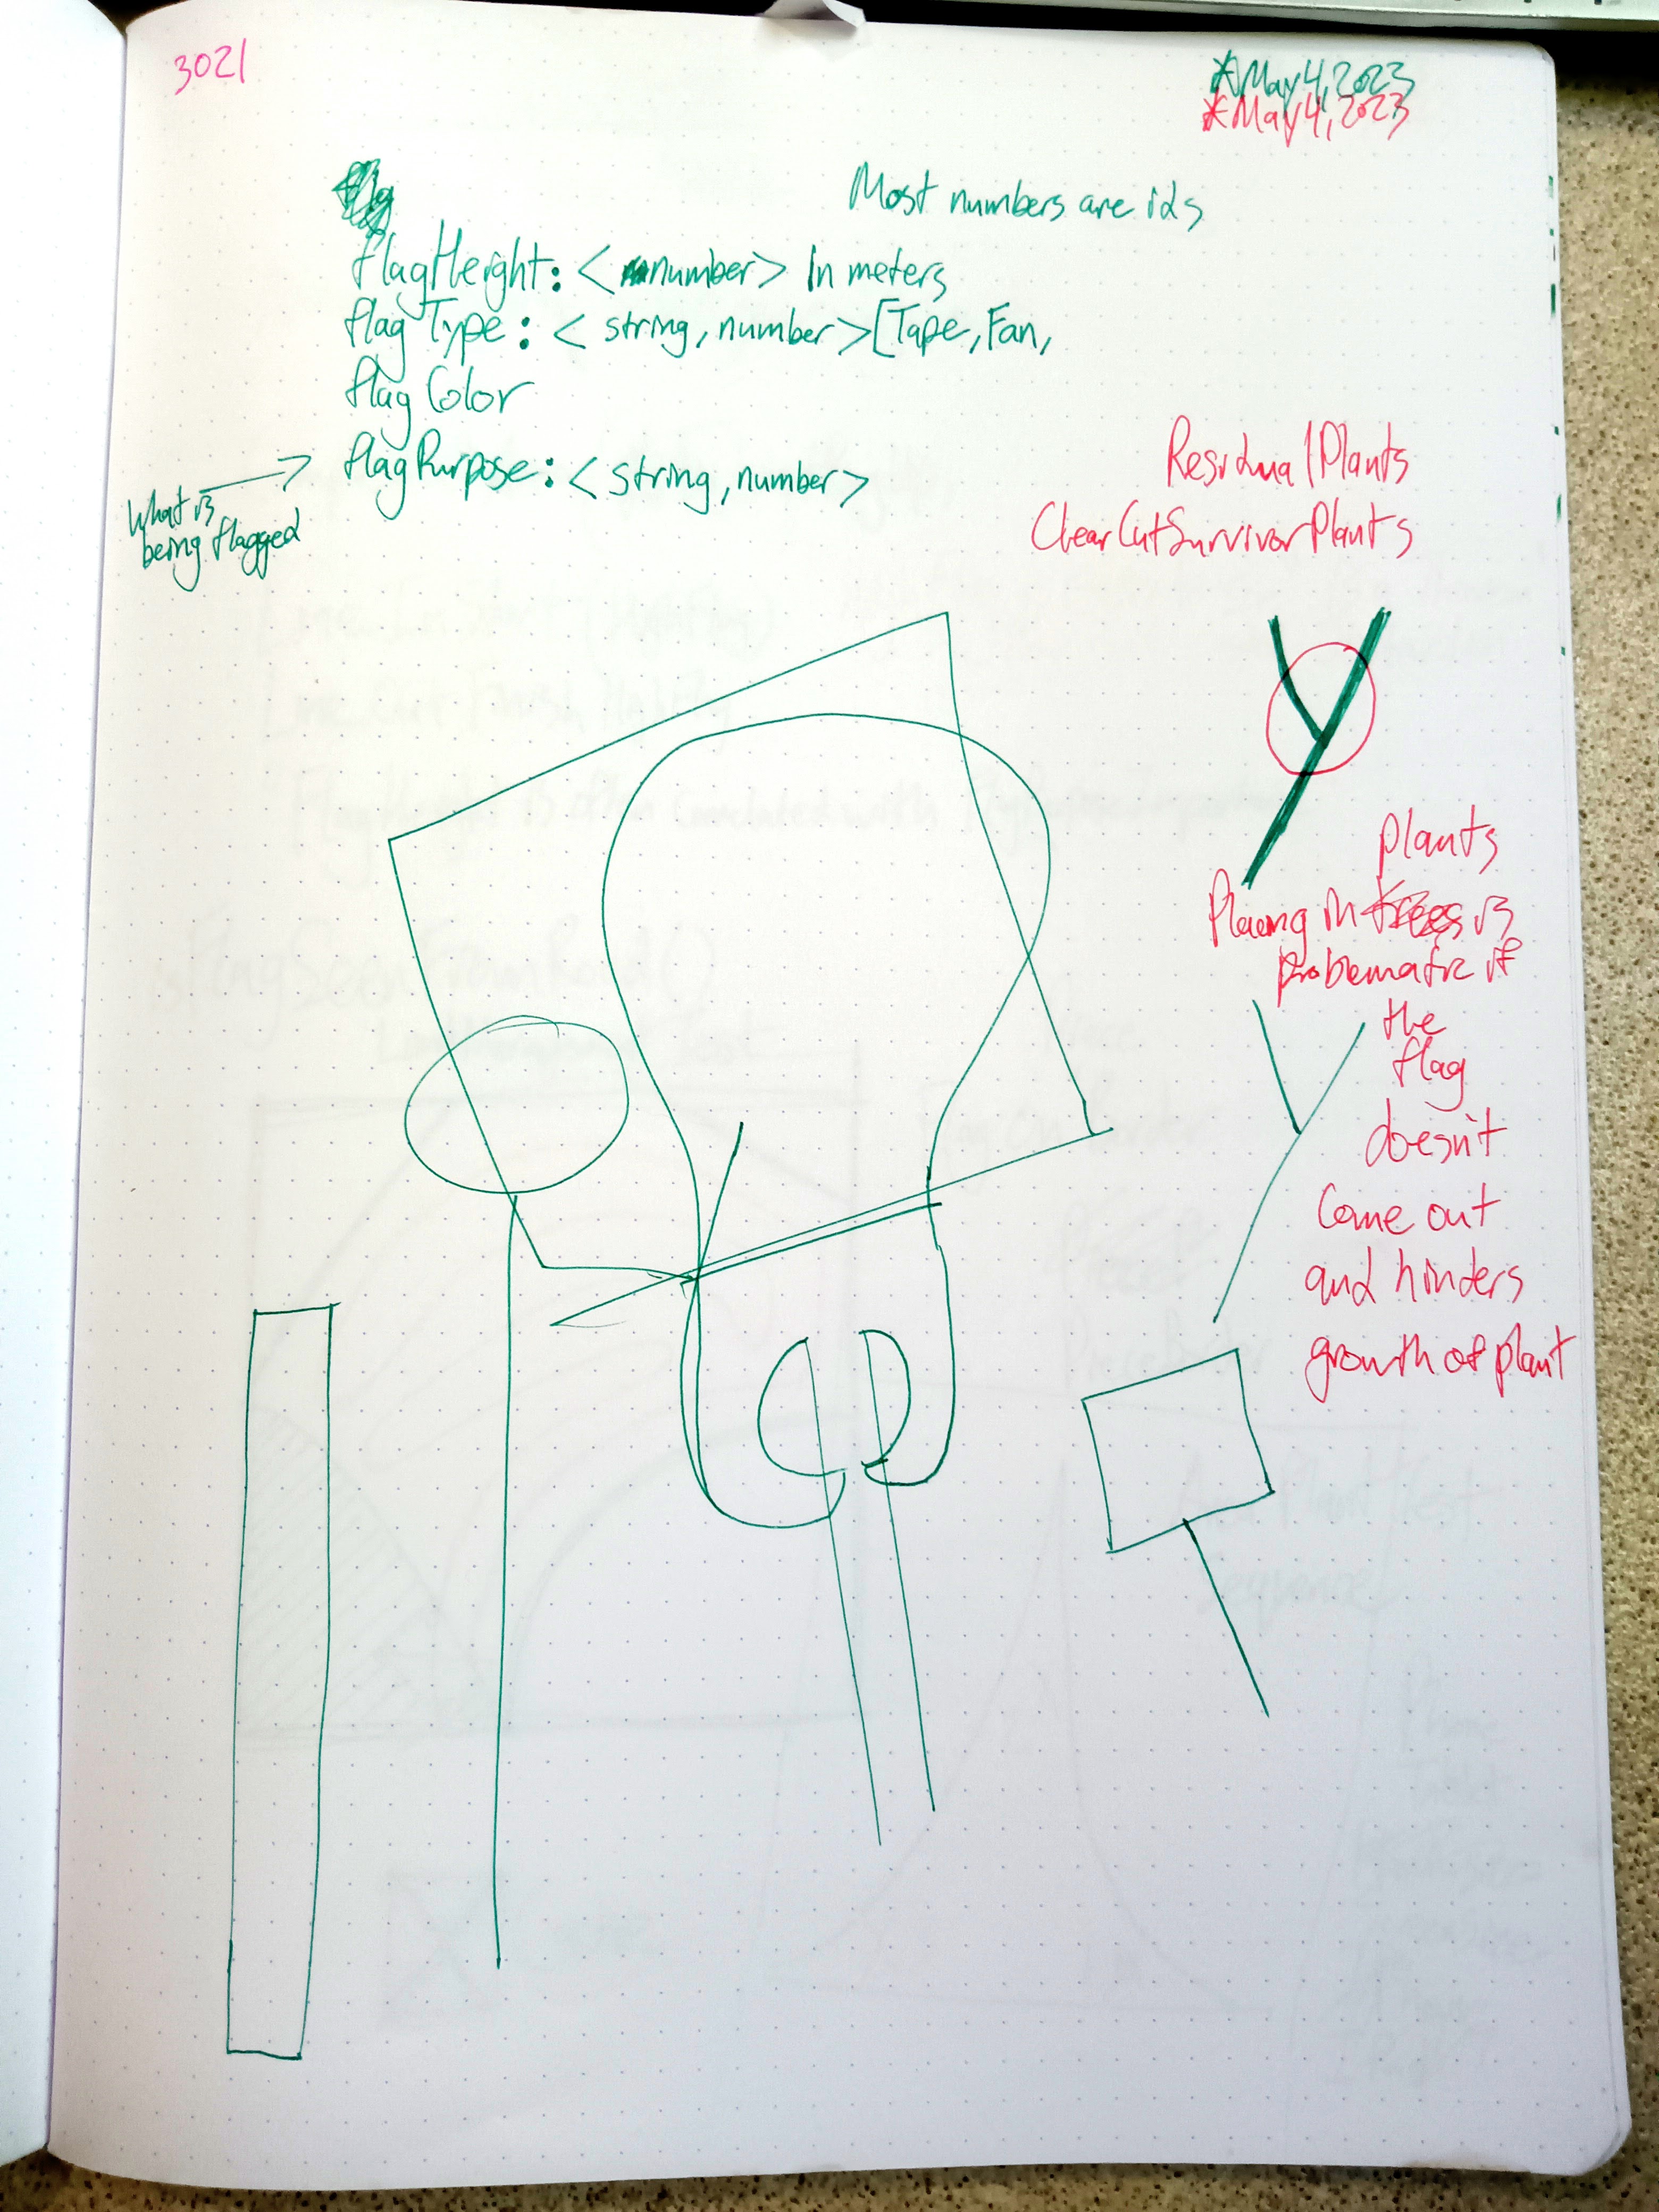 3021
*May 4, 2023
*May 4, 2023
Most numbers are ids
flagHeight: <number> In meters
flagType: < string, number>[Tape, Fan,
flagColor
flagPurpose: < string, number>
What is
being flagged
ResidualPlants
ClearCutSurvivorPlants
plants
Placing in trees is
problematic if
the
flag
doesn't
come out
and hinders
growth of plant